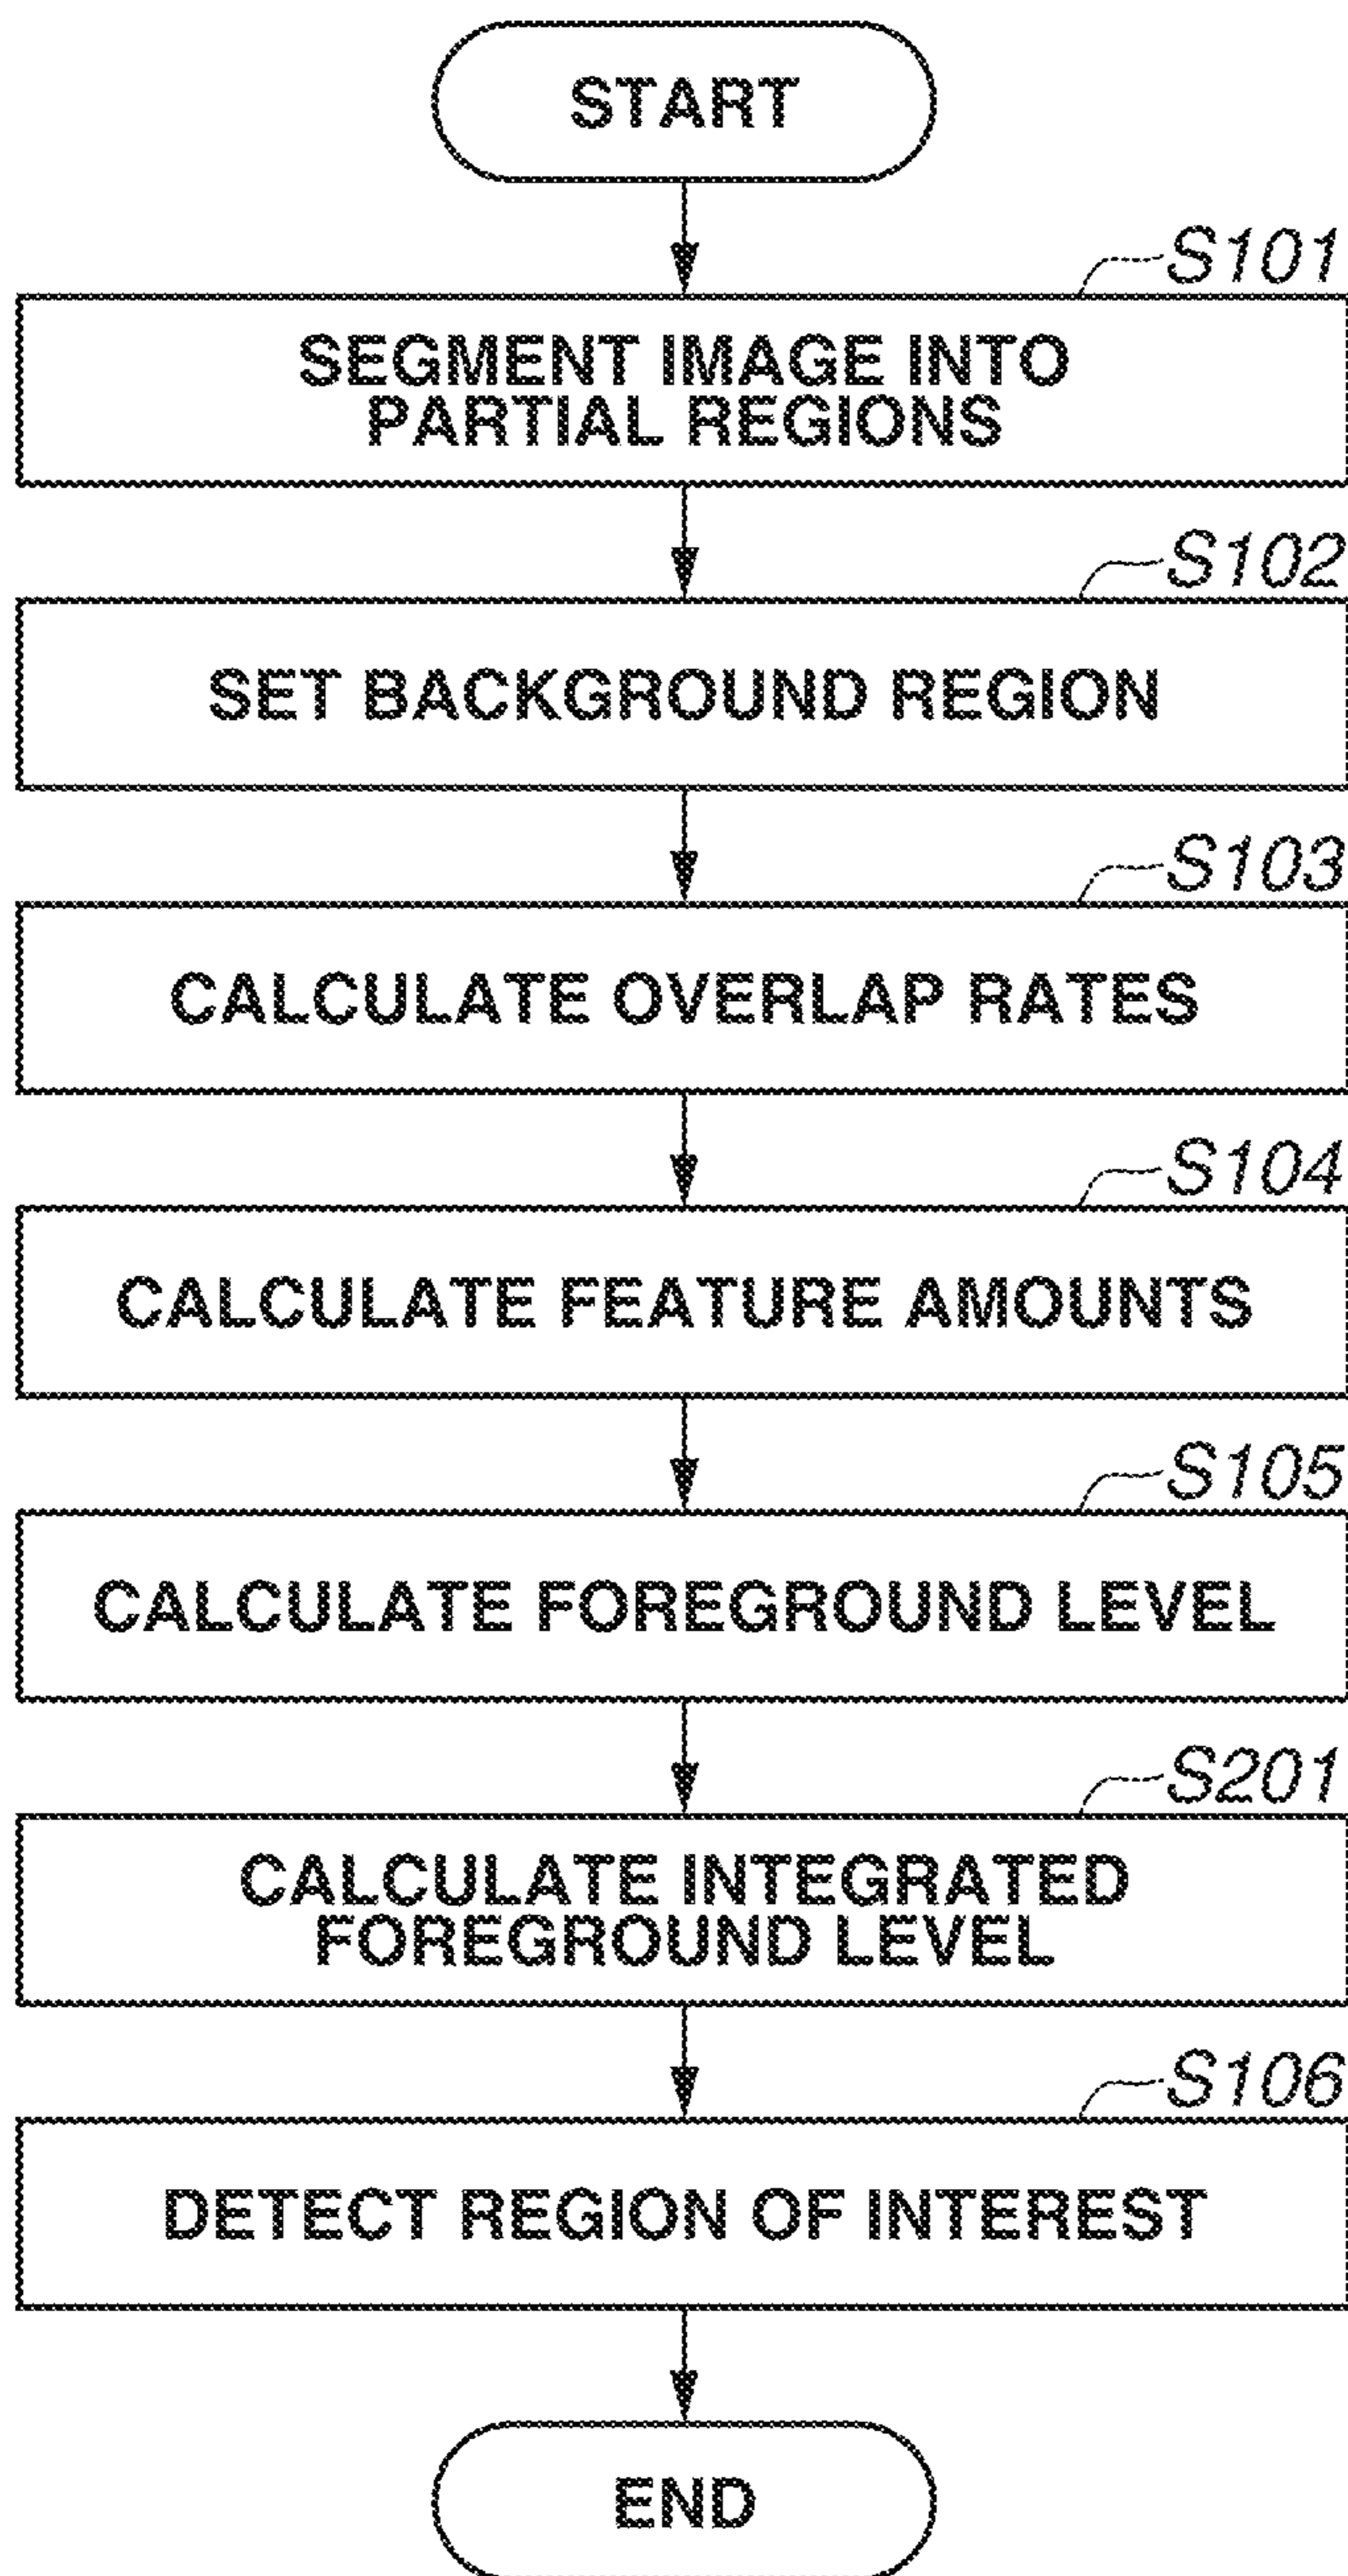 START
S101
SEGMENT IMAGE INTO
PARTIAL REGIONS
S102
SET BACKGROUND REGION
S103
CALCULATE OVERLAP RATES
S104
CALCULATE FEATURE AMOUNTS
S105
CALCULATE FOREGROUND LEVEL
S201
CALCULATE INTEGRATED
FOREGROUND LEVEL
S106
DETECT REGION OF INTEREST
END